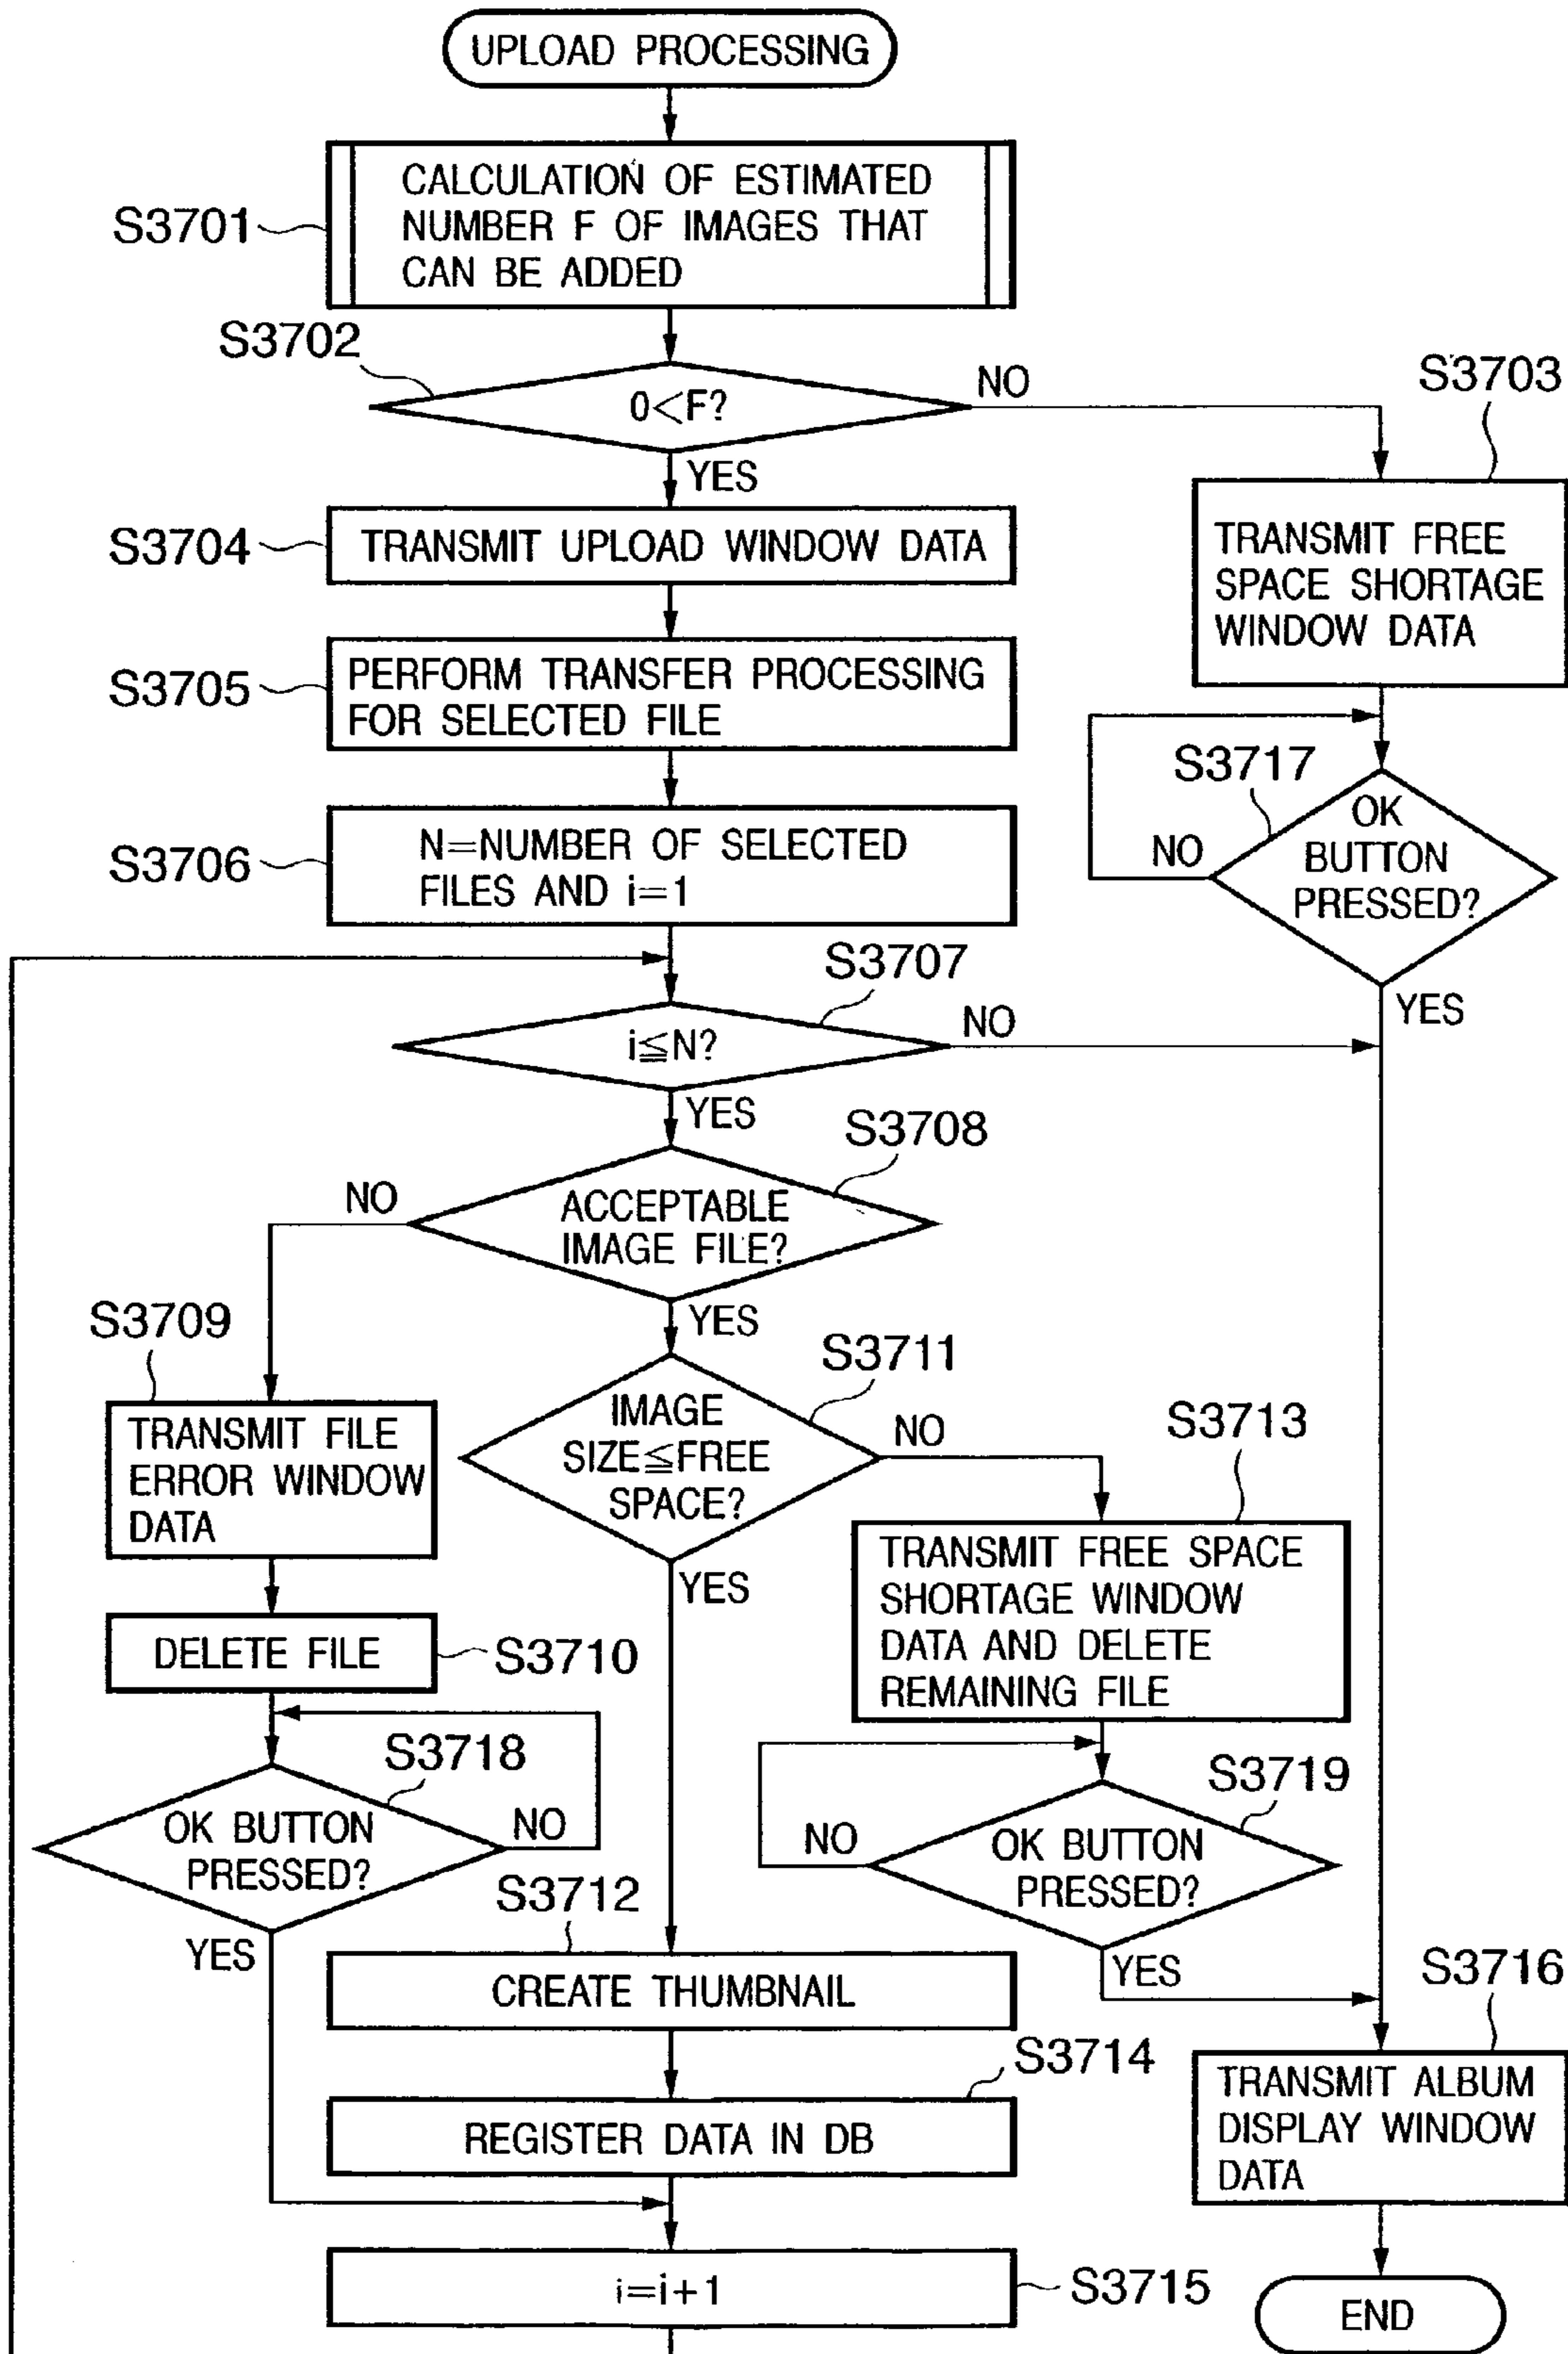 UPLOAD PROCESSING
S3701
CALCULATION OF ESTIMATED
NUMBER F OF IMAGES THAT
CAN BE ADDED
S3702
0<F?
NO
YES
S3703
TRANSMIT FREE
SPACE SHORTAGE
WINDOW DATA
S3704
TRANSMIT UPLOAD WINDOW DATA
S3705
PERFORM TRANSFER PROCESSING
FOR SELECTED FILE
S3717
OK
BUTTON
PRESSED?
NO
YES
S3706
N=NUMBER OF SELECTED
FILES AND i=1
S3707
i≦N?
NO
YES
S3708
ACCEPTABLE
IMAGE FILE?
NO
YES
S3709
TRANSMIT FILE
ERROR WINDOW
DATA
S3711
IMAGE
SIZE≦FREE
SPACE?
NO
YES
S3713
TRANSMIT FREE SPACE
SHORTAGE WINDOW
DATA AND DELETE
REMAINING FILE
DELETE FILE
S3710
S3718
OK BUTTON
PRESSED?
NO
YES
S3719
OK BUTTON
PRESSED?
NO
YES
S3712
CREATE THUMBNAIL
S3714
REGISTER DATA IN DB
S3716
TRANSMIT ALBUM
DISPLAY WINDOW
DATA
i=i+1
S3715
END